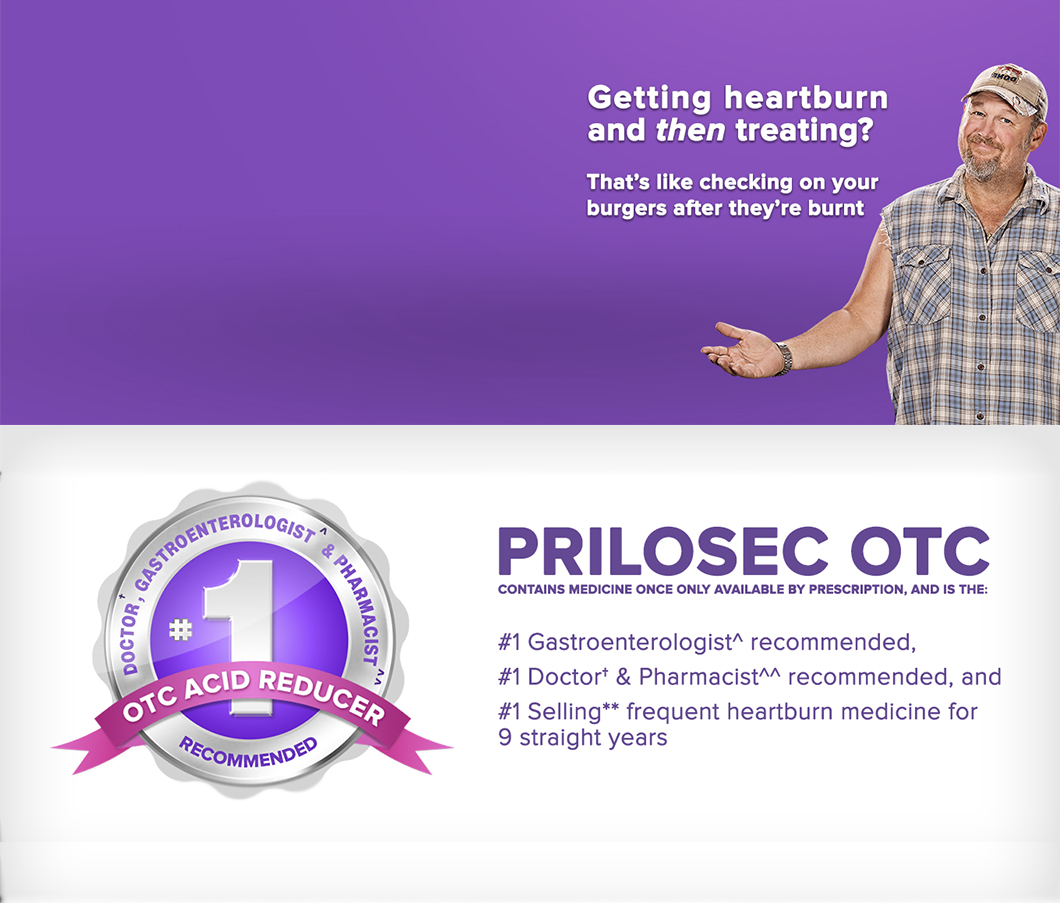 Getting heartburn
and then treating?
That's like checking on your
burgers after they're burnt
DOCTOR†, GASTROENTEROLOGIST^ & PHARMACIST^^
#1
OTC ACID REDUCER
RECOMMENDED
PRILOSEC OTC
CONTAINS MEDICINE ONCE ONLY AVAILABLE BY PRESCRIPTION, AND IS THE:
#1 Gastroenterologist^ recommended,
#1 Doctor† & Pharmacist^^ recommended, and
#1 Selling** frequent heartburn medicine for
9 straight years